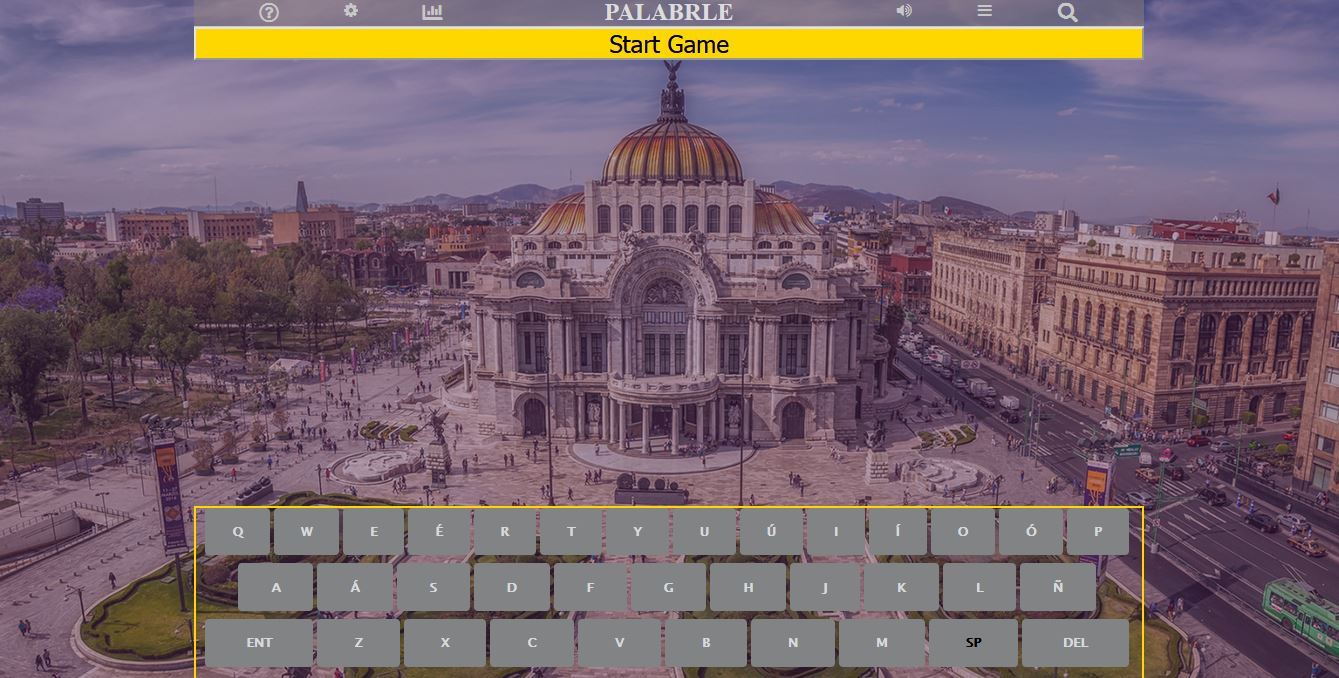 PALABRLE
Start Game
Q W E É R T Y U Ú I Í O Ó P
A Á S D F G H J K L Ñ
ENT Z X C V B N M SP DEL